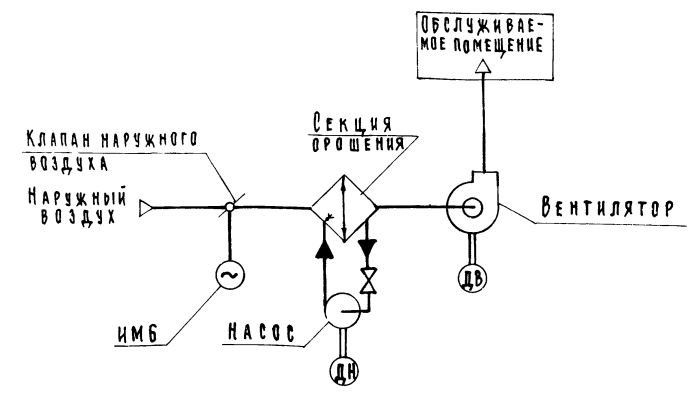 ОБСЛУЖИВАЕ-
МОЕ ПОМЕЩЕНИЕ
СЕКЦИЯ
ОРОШЕНИЯ
КЛАПАН НАРУЖНОГО
ВОЗДУХА
НАРУЖНЫЙ
ВОЗДУХ
ВЕНТИЛЯТОР
ДВ
ИМБ
НАСОС
ДН